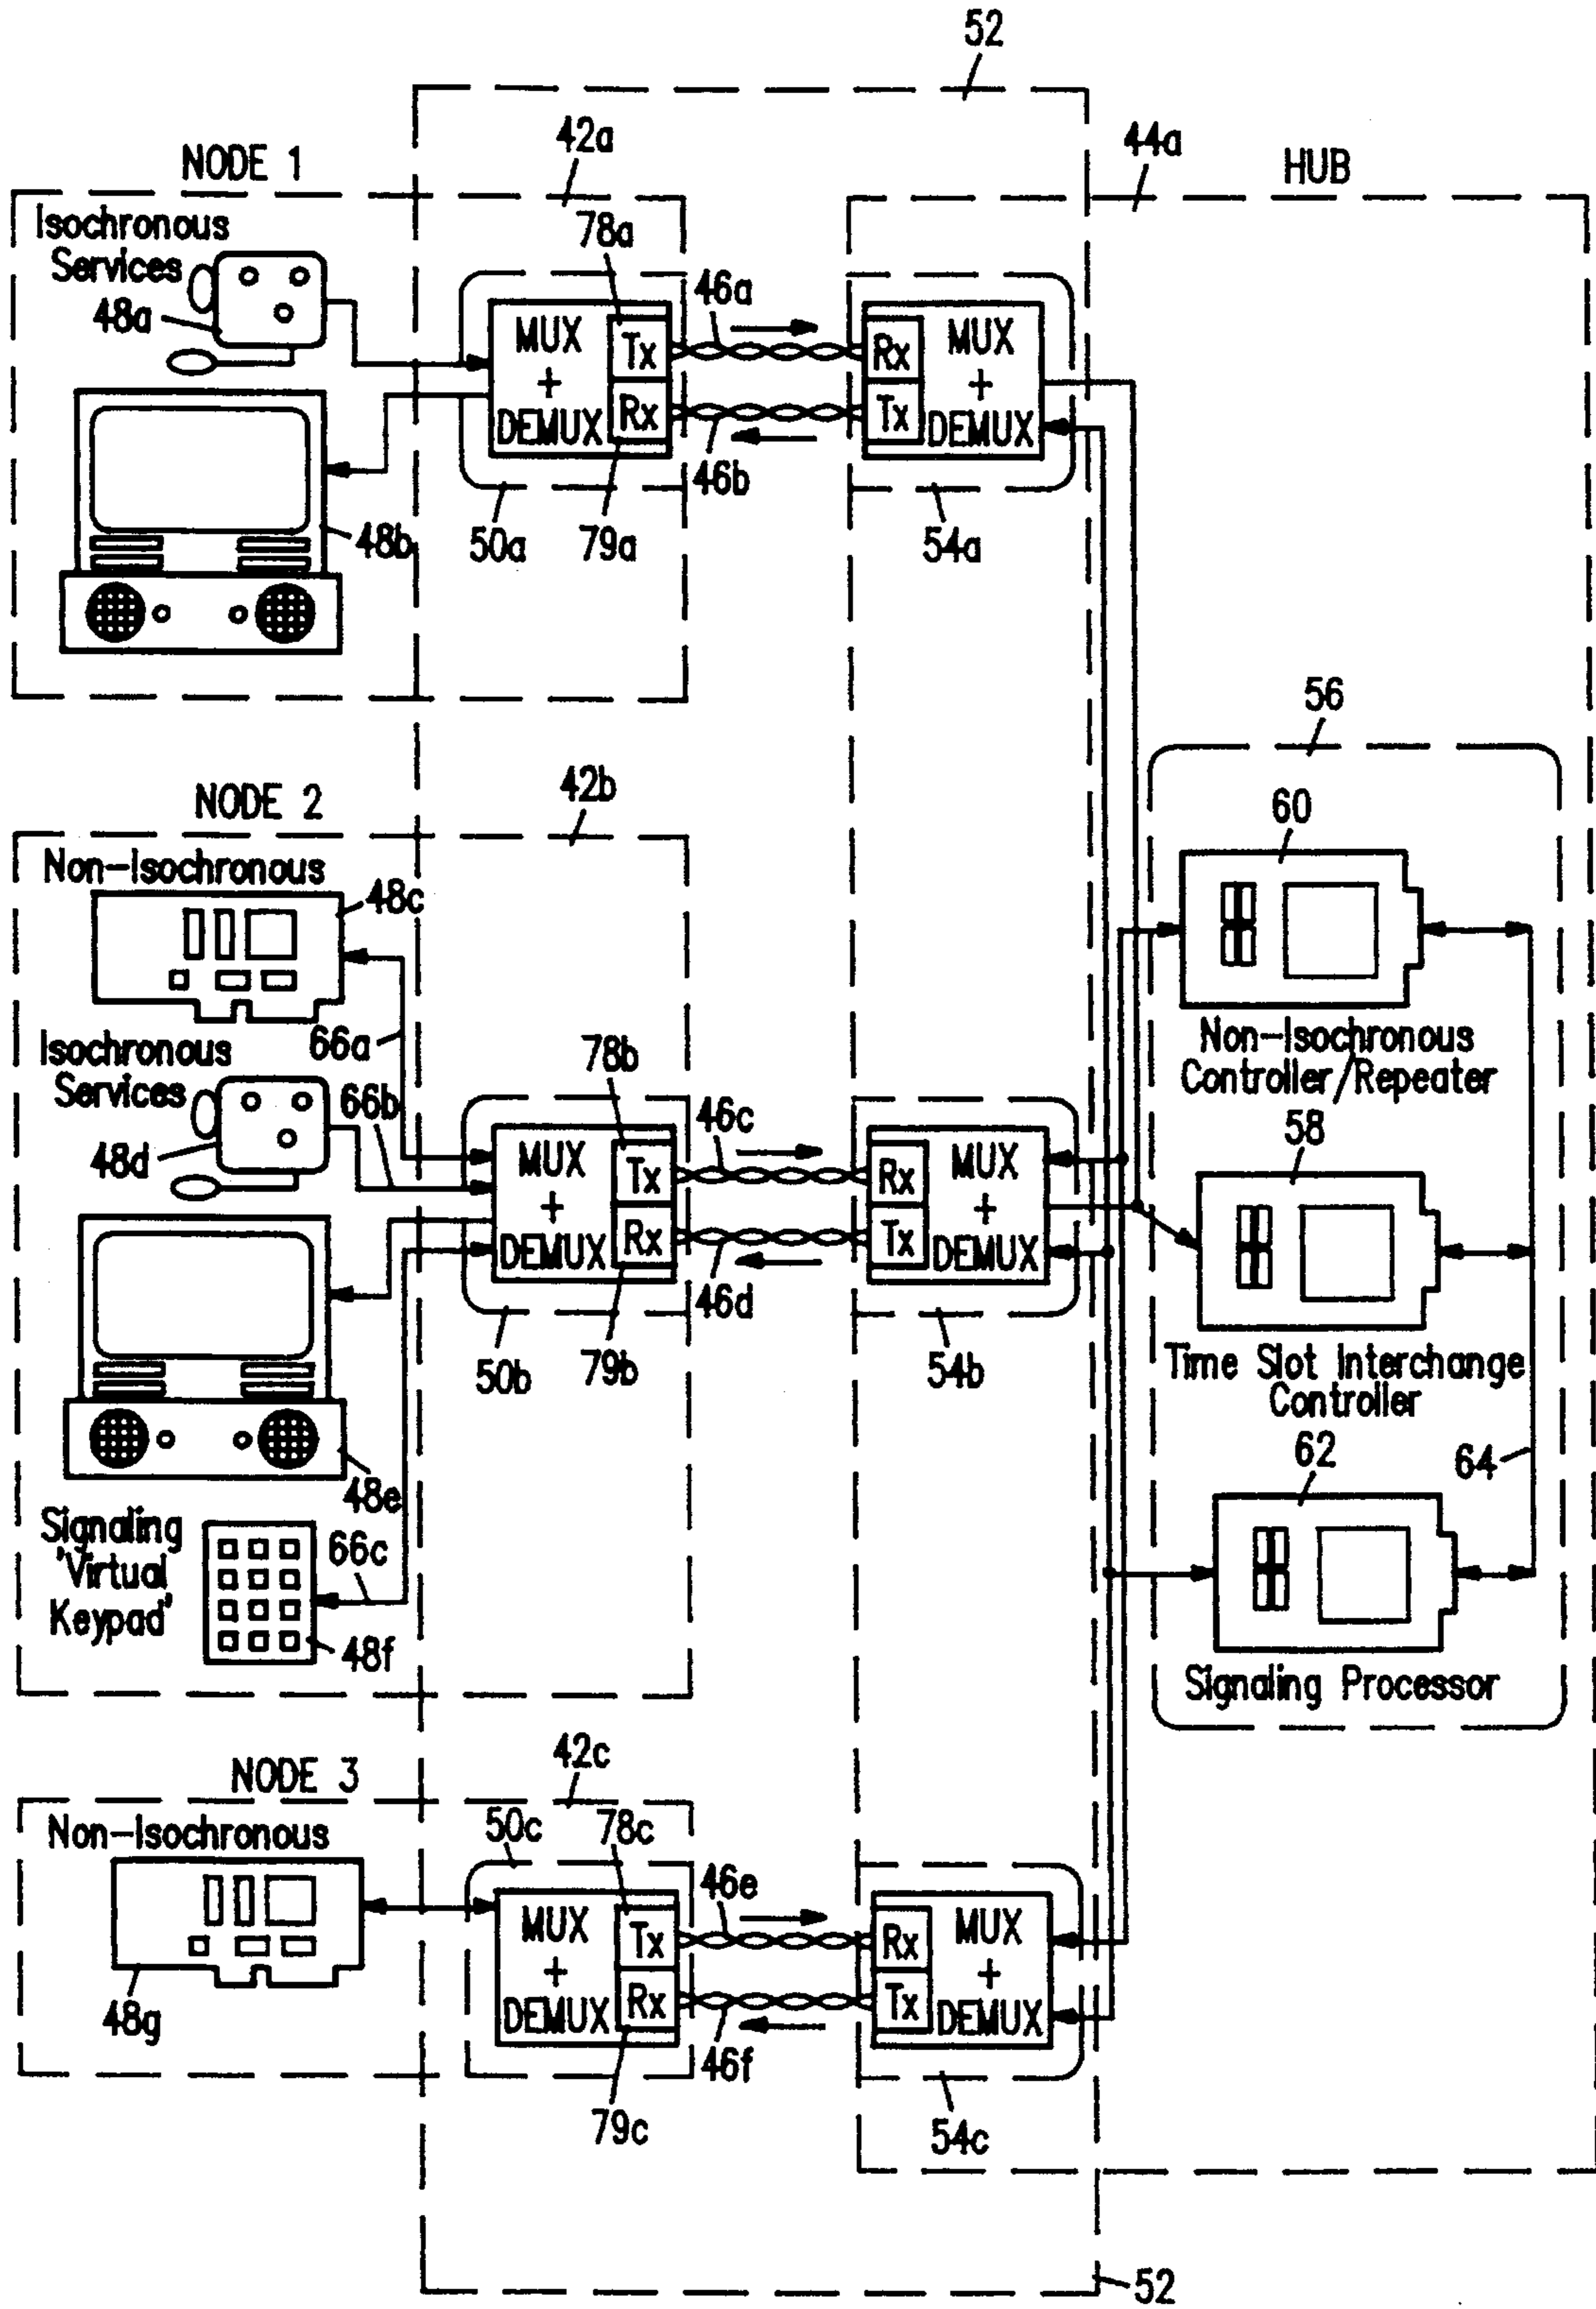 52
42a
44a
NODE 1
HUB
Isochronous
Services
48a
78a
46a
MUX
+
DEMUX
Tx
Rx
Rx
Tx
MUX
+
DEMUX
46b
48b
50a
79a
54a
56
NODE 2
42b
60
Non-Isochronous
48c
66a
Isochronous
Services
66b
48d
78b
46c
Non-Isochronous
Controller/Repeater
58
MUX
+
DEMUX
Tx
Rx
Rx
Tx
MUX
+
DEMUX
46d
50b
79b
54b
Time Slot Interchange
Controller
62
64
48e
Signaling
'Virtual
Keypad'
66c
48f
Signaling Processor
NODE 3
42c
Non-Isochronous
50c
78c
46e
MUX
+
DEMUX
Tx
Rx
Rx
Tx
MUX
+
DEMUX
48g
46f
79c
54c
52